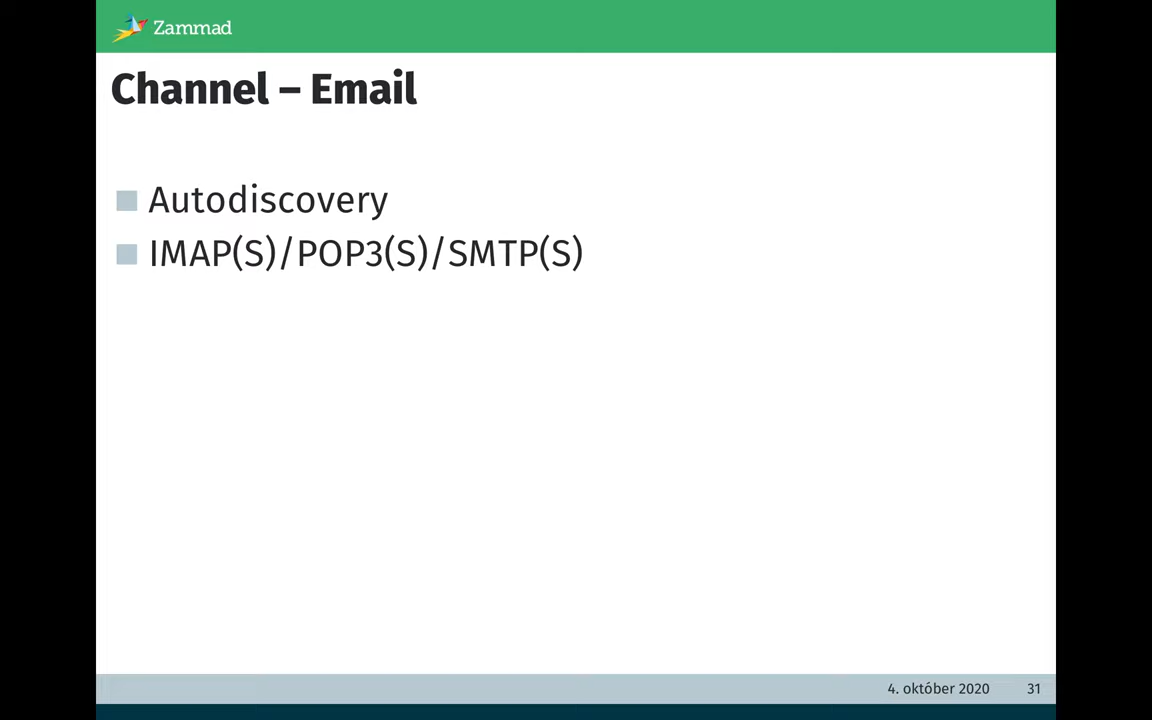 Zammad
Channel – Email
Autodiscovery
IMAP(S)/POP3(S)/SMTP(S)
4. október 2020 31